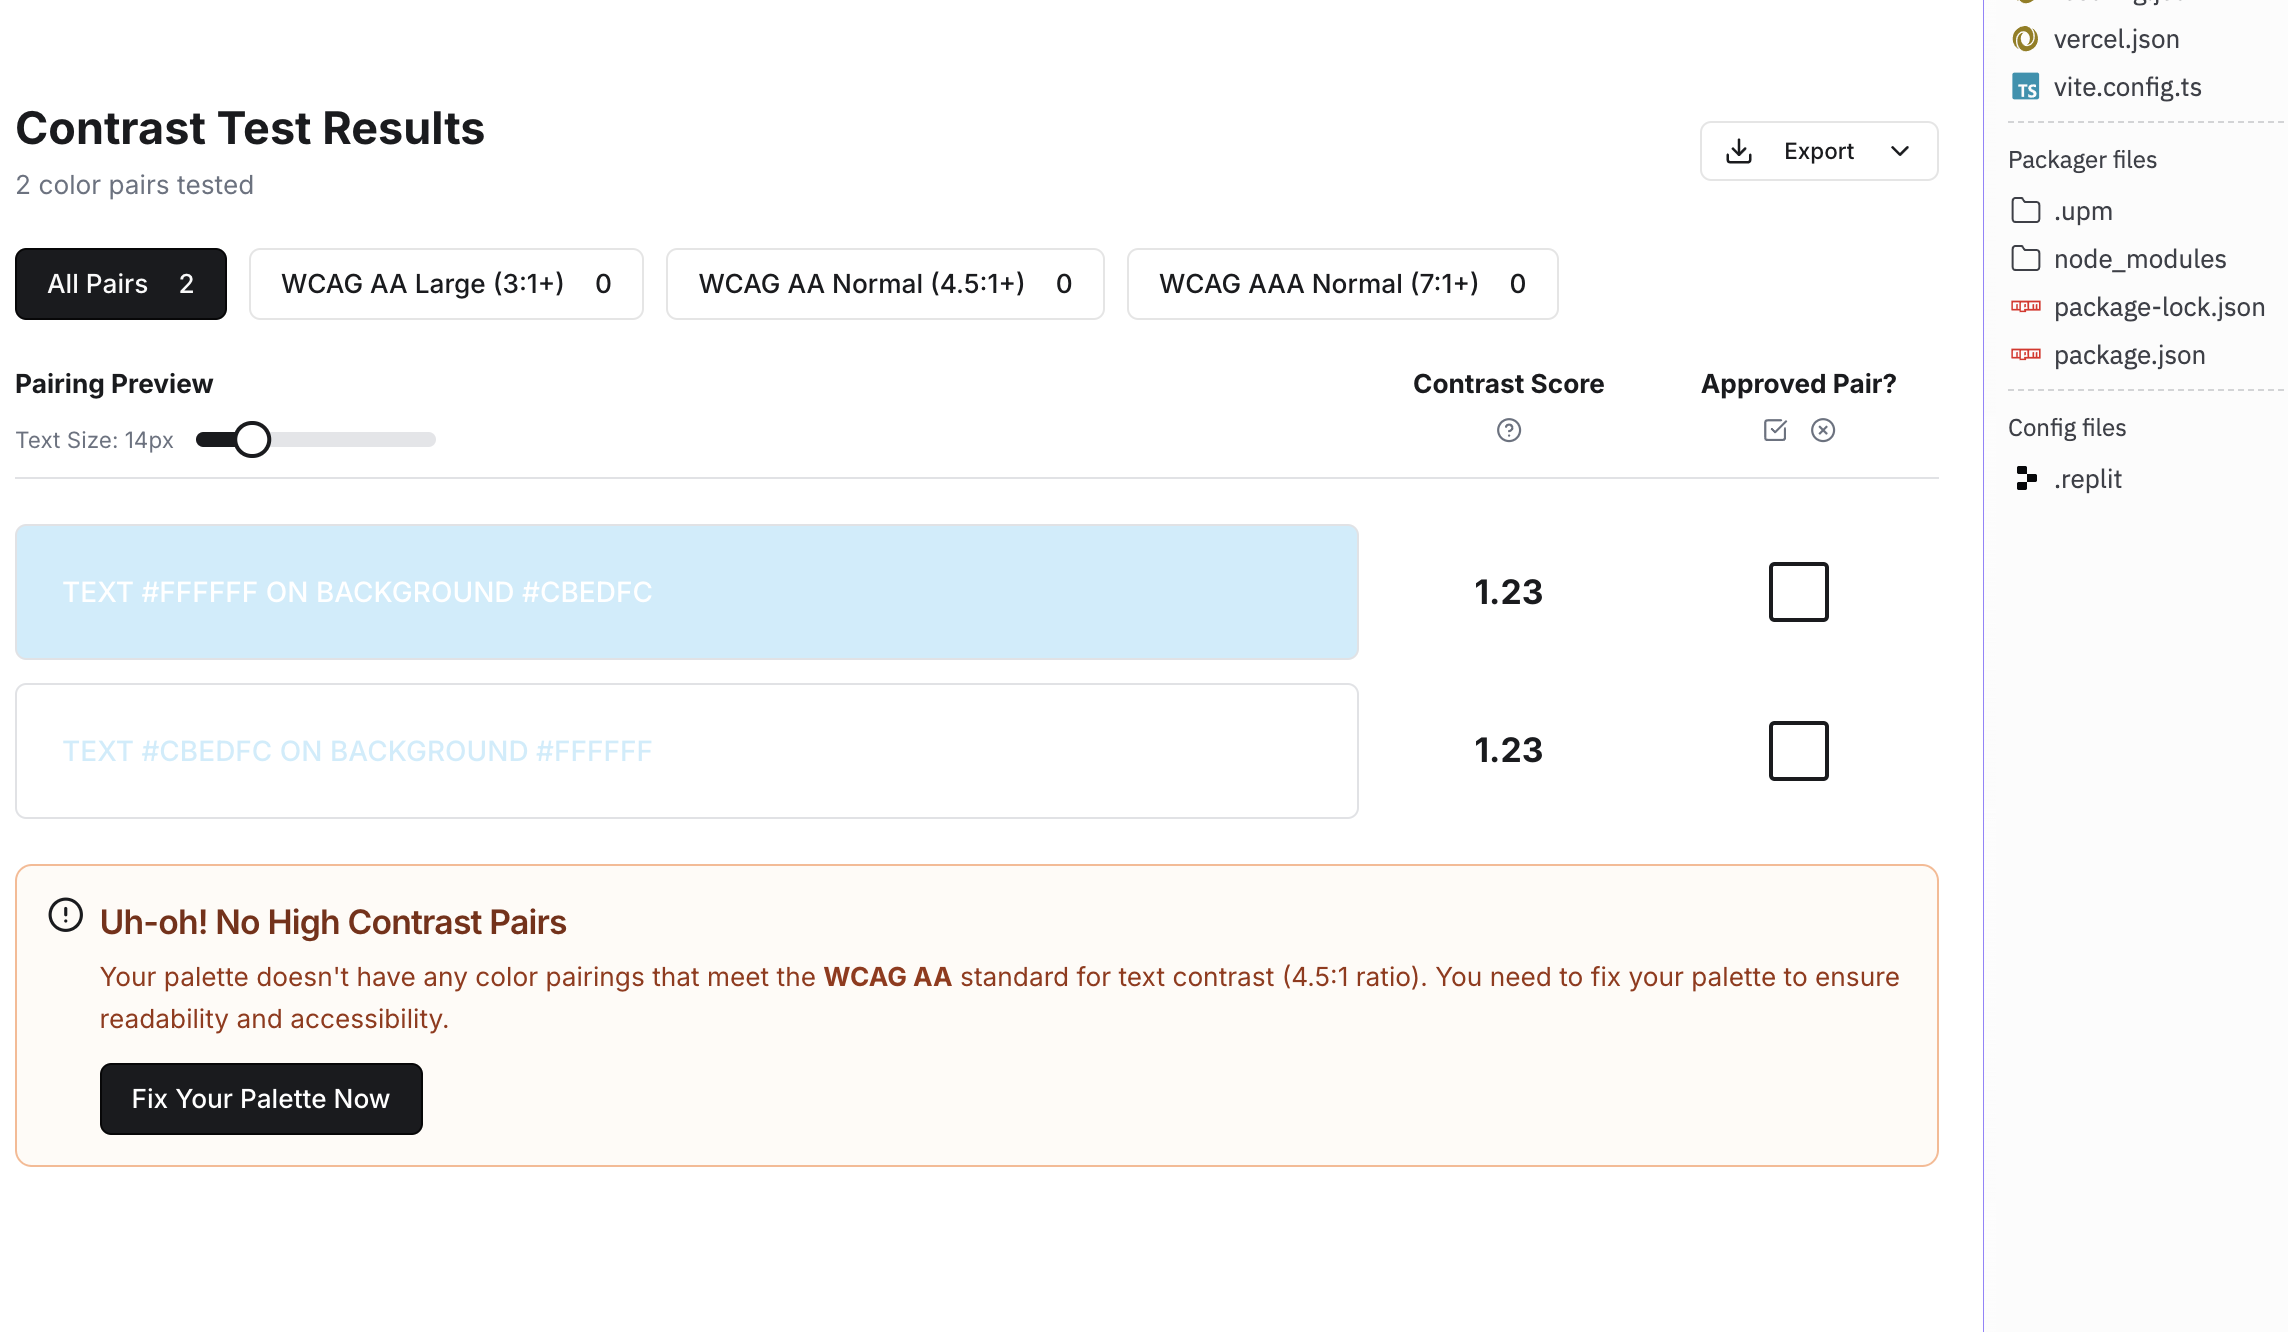 Contrast Test Results
2 color pairs tested
Export
All Pairs 2
WCAG AA Large (3:1+) 0
WCAG AA Normal (4.5:1+) 0
WCAG AAA Normal (7:1+) 0
Pairing Preview
Contrast Score
Approved Pair?
Text Size: 14px
TEXT #FFFFFF ON BACKGROUND #CBEDFC
1.23
TEXT #CBEDFC ON BACKGROUND #FFFFFF
1.23
Uh-oh! No High Contrast Pairs
Your palette doesn't have any color pairings that meet the WCAG AA standard for text contrast (4.5:1 ratio). You need to fix your palette to ensure
readability and accessibility.
Fix Your Palette Now
vercel.json
TS
vite.config.ts
Packager files
.upm
node_modules
npm
package-lock.json
npm
package.json
Config files
.replit